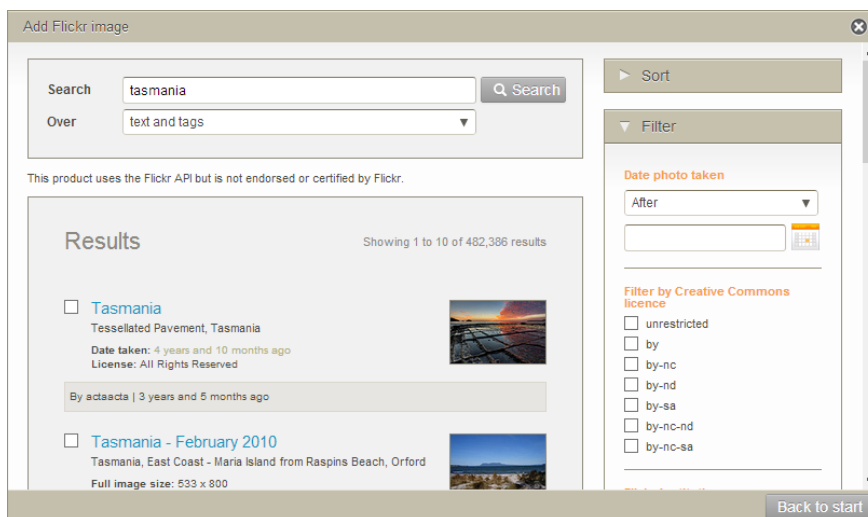 Add Flickr image
Search
tasmania
Search
Over
text and tags
This product uses the Flickr API but is not endorsed or certified by Flickr.
Results
Showing 1 to 10 of 482,386 results
Tasmania
Tessellated Pavement, Tasmania
Date taken: 4 years and 10 months ago
License: All Rights Reserved
By actaacta | 3 years and 5 months ago
Tasmania - February 2010
Tasmania, East Coast - Maria Island from Raspins Beach, Orford
Full image size: 533 x 800
Sort
Filter
Date photo taken
After
Filter by Creative Commons
licence
unrestricted
by
by-nc
by-nd
by-sa
by-nc-nd
by-nc-sa
Back to start